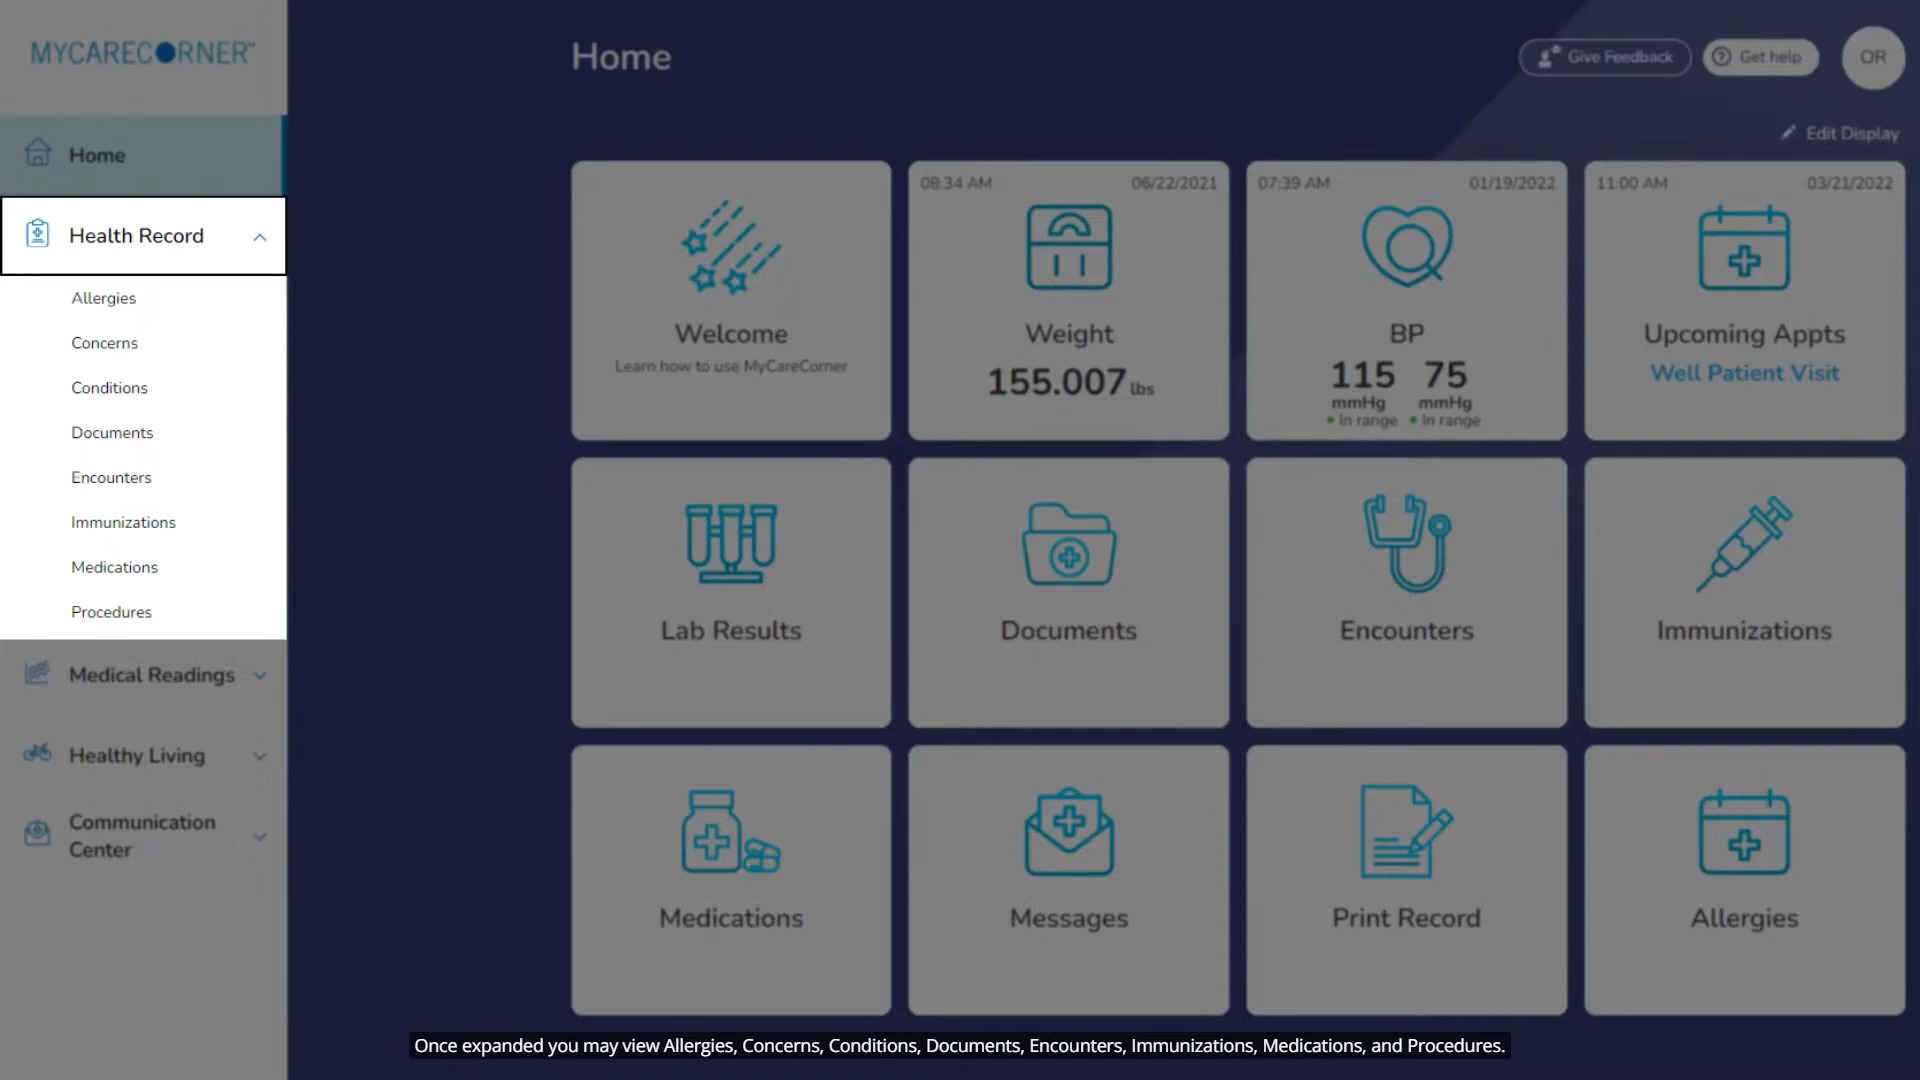 MYCARECORNER™
Home
Health Record
Allergies
Concerns
Conditions
Documents
Encounters
Immunizations
Medications
Procedures
Medical Readings
Healthy Living
Communication
Center
Home
Give Feedback
Get help
OR
Edit Display
Welcome
Learn how to use MyCareCorner
08:34 AM 06/22/2021
Weight
155.007 lbs
07:39 AM 01/19/2022
BP
115 75
mmHg mmHg
In range In range
11:00 AM 03/21/2022
Upcoming Appts
Well Patient Visit
Lab Results
Documents
Encounters
Immunizations
Medications
Messages
Print Record
Allergies
Once expanded you may view Allergies, Concerns, Conditions, Documents, Encounters, Immunizations, Medications, and Procedures.